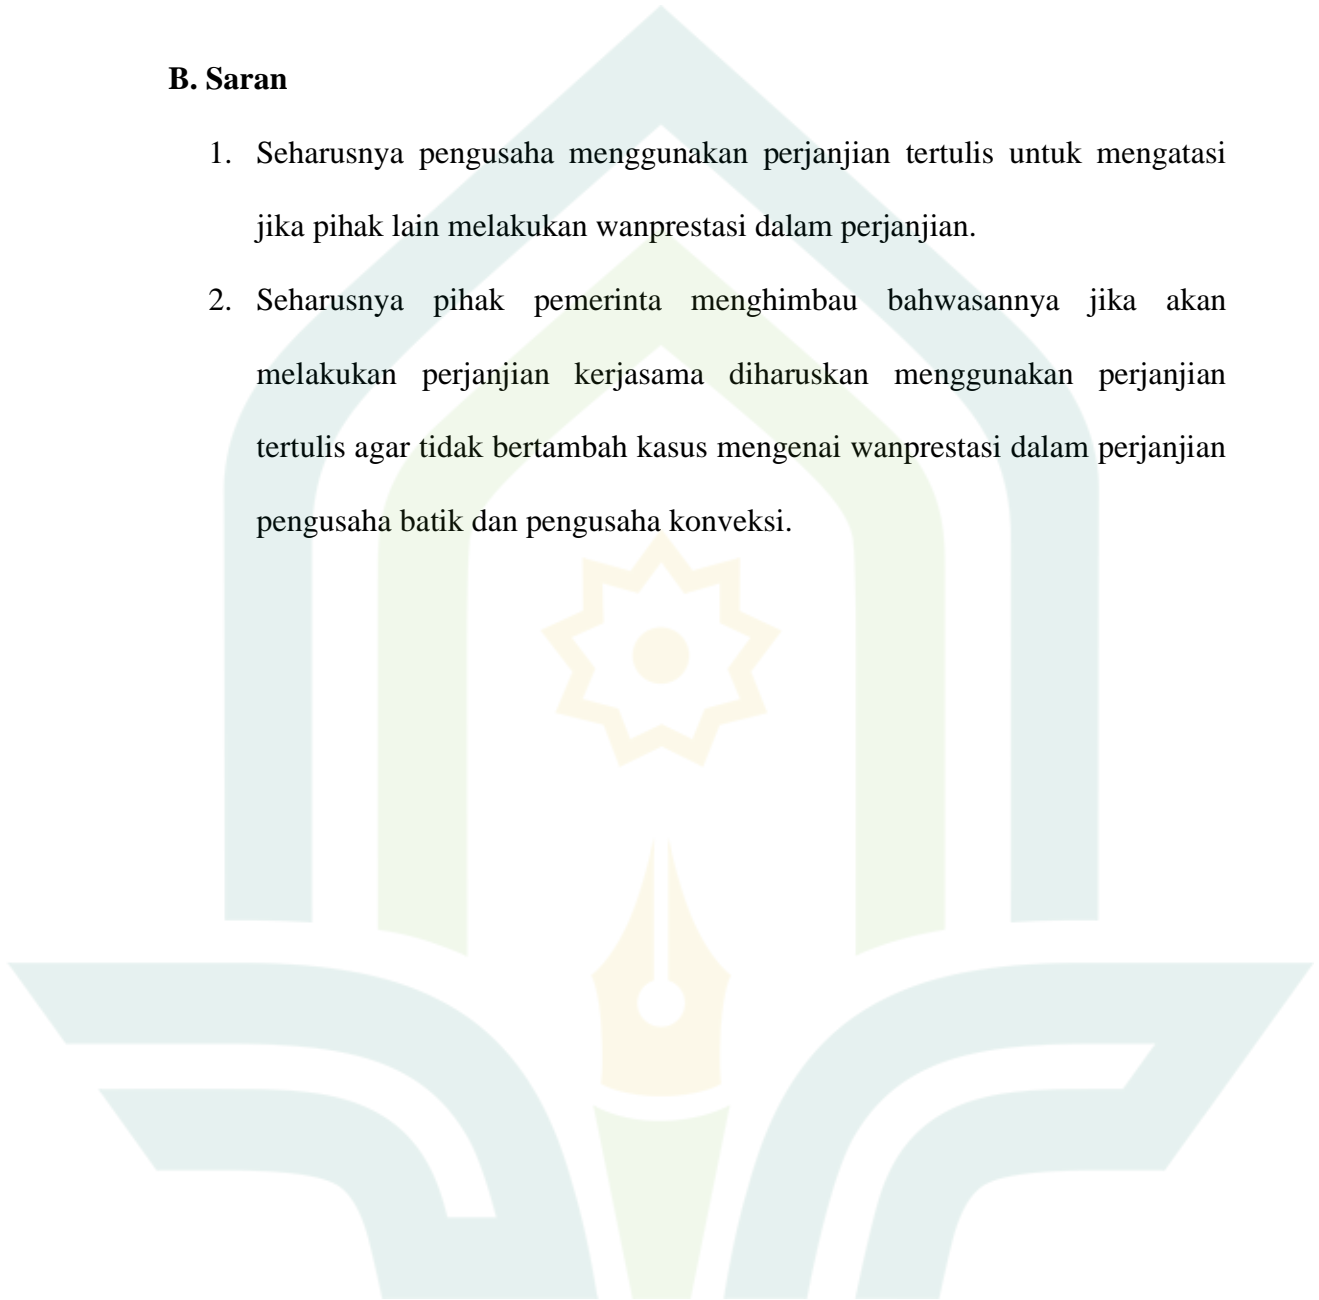 B. Saran
1. Seharusnya pengusaha menggunakan perjanjian tertulis untuk mengatasi
jika pihak lain melakukan wanprestasi dalam perjanjian.
2. Seharusnya pihak pemerinta menghimbau bahwasannya jika akan
melakukan perjanjian kerjasama diharuskan menggunakan perjanjian
tertulis agar tidak bertambah kasus mengenai wanprestasi dalam perjanjian
pengusaha batik dan pengusaha konveksi.